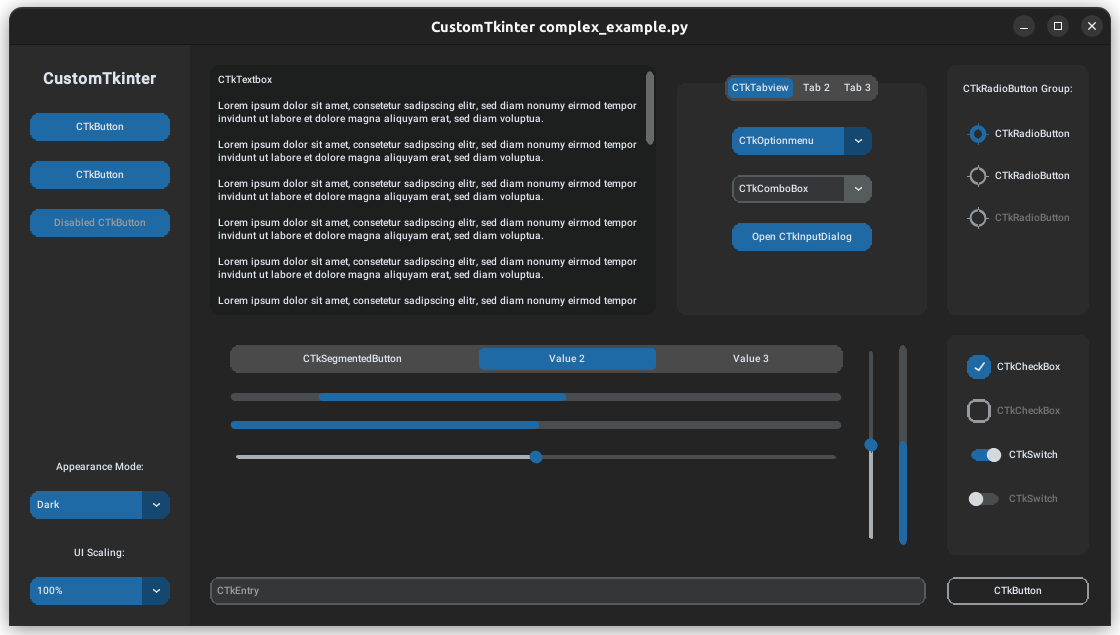 CustomTkinter complex_example.py
CustomTkinter
CTkButton
CTkButton
Disabled CTkButton
Appearance Mode:
Dark
UI Scaling:
100%
CTkTextbox
Lorem ipsum dolor sit amet, consetetur sadipscing elitr, sed diam nonumy eirmod tempor
invidunt ut labore et dolore magna aliquyam erat, sed diam voluptua.
Lorem ipsum dolor sit amet, consetetur sadipscing elitr, sed diam nonumy eirmod tempor
invidunt ut labore et dolore magna aliquyam erat, sed diam voluptua.
Lorem ipsum dolor sit amet, consetetur sadipscing elitr, sed diam nonumy eirmod tempor
invidunt ut labore et dolore magna aliquyam erat, sed diam voluptua.
Lorem ipsum dolor sit amet, consetetur sadipscing elitr, sed diam nonumy eirmod tempor
invidunt ut labore et dolore magna aliquyam erat, sed diam voluptua.
Lorem ipsum dolor sit amet, consetetur sadipscing elitr, sed diam nonumy eirmod tempor
invidunt ut labore et dolore magna aliquyam erat, sed diam voluptua.
Lorem ipsum dolor sit amet, consetetur sadipscing elitr, sed diam nonumy eirmod tempor
CTkTabview Tab 2 Tab 3
CTkOptionmenu
CTkComboBox
Open CTkInputDialog
CTkRadioButton Group:
CTkRadioButton
CTkRadioButton
CTkRadioButton
CTkSegmentedButton Value 2 Value 3
CTkCheckBox
CTkCheckBox
CTkSwitch
CTkSwitch
CTkEntry
CTkButton